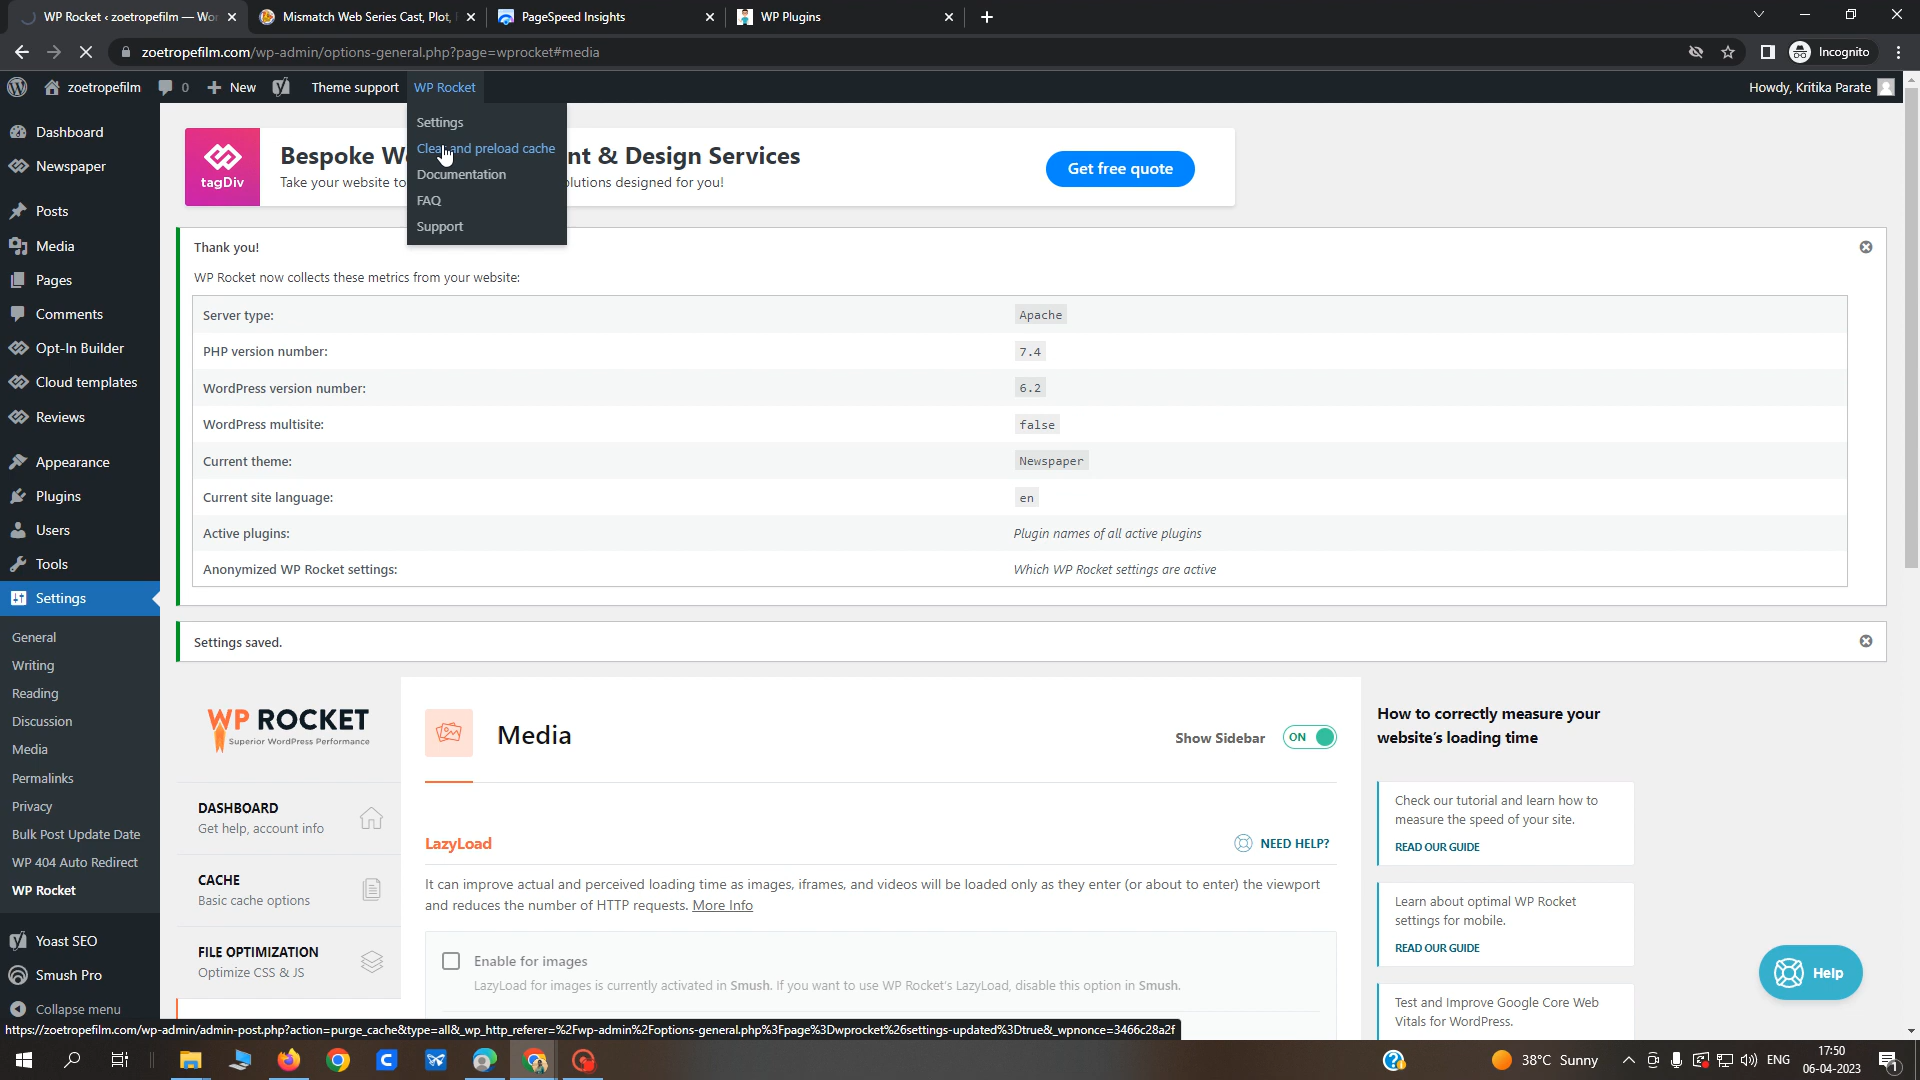 WP Rocket ‹ zoetropefilm — Wor
Mismatch Web Series Cast, Plot,
PageSpeed Insights
WP Plugins
zoetropefilm.com/wp-admin/options-general.php?page=wprocket#media
Incognito
zoetropefilm
0
New
Theme support
WP Rocket
Howdy, Kritika Parate
Settings
Clear and preload cache
Documentation
FAQ
Support
Dashboard
Newspaper
Posts
Media
Pages
Comments
Opt-In Builder
Cloud templates
Reviews
Appearance
Plugins
Users
Tools
Settings
General
Writing
Reading
Discussion
Media
Permalinks
Privacy
Bulk Post Update Date
WP 404 Auto Redirect
WP Rocket
Yoast SEO
Smush Pro
Collapse menu
tagDiv
Bespoke W nt & Design Services
Take your website to olutions designed for you!
Get free quote
Thank you!
WP Rocket now collects these metrics from your website:
Server type: Apache
PHP version number: 7.4
WordPress version number: 6.2
WordPress multisite: false
Current theme: Newspaper
Current site language: en
Active plugins: Plugin names of all active plugins
Anonymized WP Rocket settings: Which WP Rocket settings are active
Settings saved.
WP ROCKET
Superior WordPress Performance
DASHBOARD
Get help, account info
CACHE
Basic cache options
FILE OPTIMIZATION
Optimize CSS & JS
Media
Show Sidebar ON
LazyLoad
NEED HELP?
It can improve actual and perceived loading time as images, iframes, and videos will be loaded only as they enter (or about to enter) the viewport
and reduces the number of HTTP requests. More Info
Enable for images
LazyLoad for images is currently activated in Smush. If you want to use WP Rocket's LazyLoad, disable this option in Smush.
How to correctly measure your
website's loading time
Check our tutorial and learn how to
measure the speed of your site.
READ OUR GUIDE
Learn about optimal WP Rocket
settings for mobile.
READ OUR GUIDE
Test and Improve Google Core Web
Vitals for WordPress.
Help
https://zoetropefilm.com/wp-admin/admin-post.php?action=purge_cache&type=all&_wp_http_referer=%2Fwp-admin%2Foptions-general.php%3Fpage%3Dwprocket%26settings-updated%3Dtrue&_wpnonce=3466c28a2f
38°C Sunny
ENG
17:50
06-04-2023
1